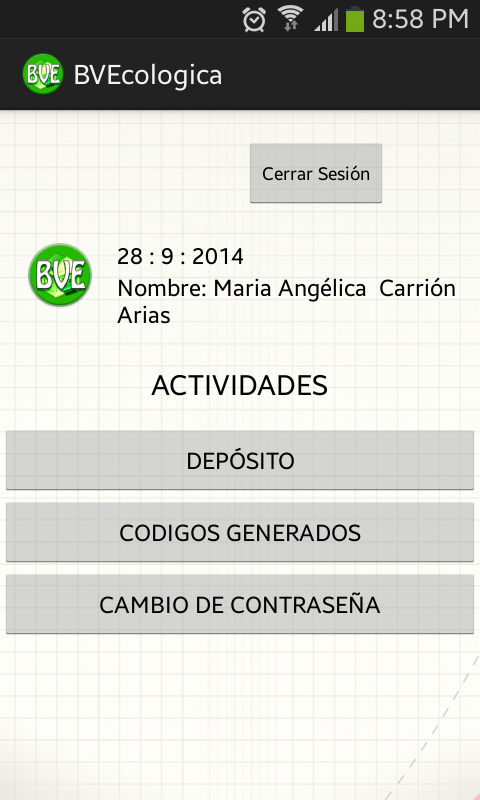 8:58 PM
BVE BVEcologica
Cerrar Sesión
BVE
28 : 9 : 2014
Nombre: Maria Angélica Carrión
Arias
ACTIVIDADES
DEPÓSITO
CODIGOS GENERADOS
CAMBIO DE CONTRASEÑA